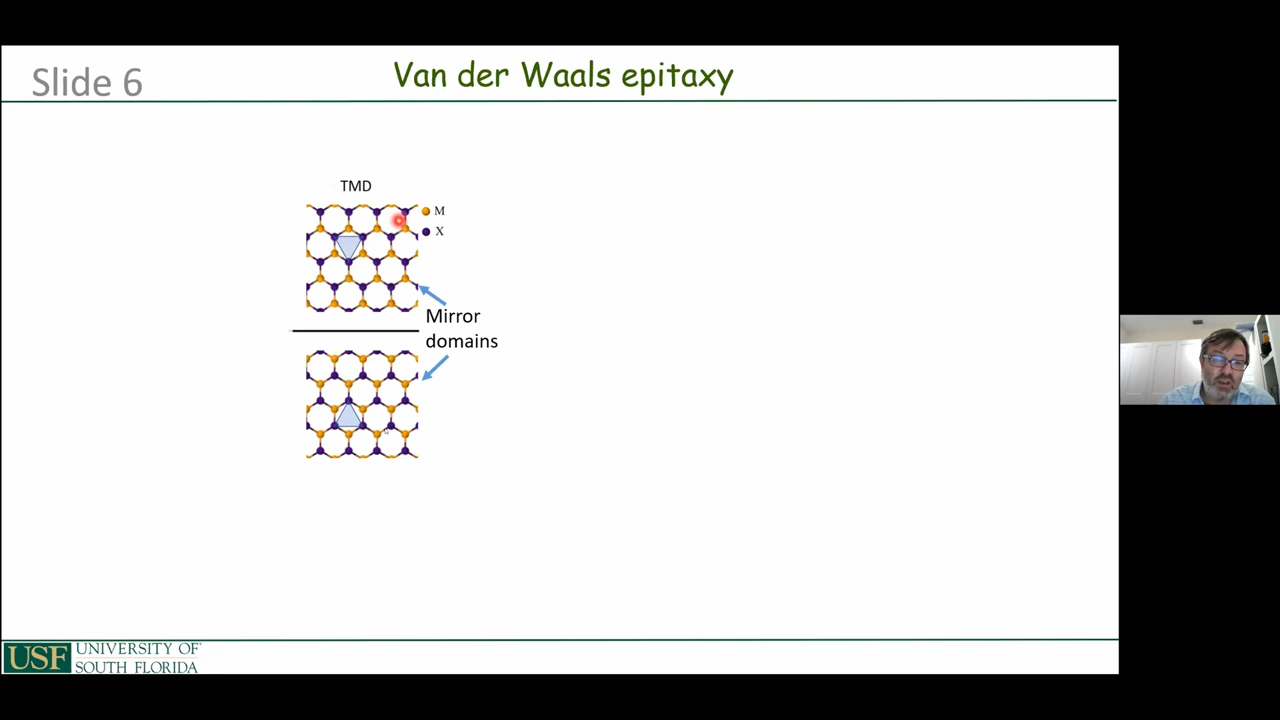 Slide 6
Van der Waals epitaxy
TMD
M
X
Mirror
domains
USF
UNIVERSITY OF
SOUTH FLORIDA